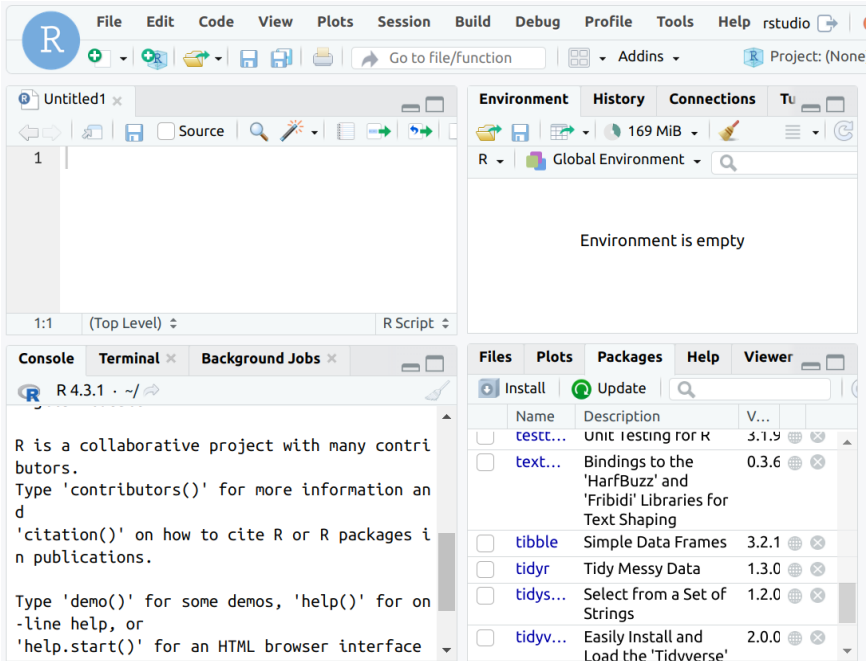 R File Edit Code View Plots Session Build Debug Profile Tools Help rstudio
R Go to file/function Addins R Project: (None
R Untitled1
Source
1
1:1 (Top Level) R Script
Environment History Connections Tu
169 MiB
R Global Environment
Environment is empty
Console Terminal Background Jobs
R R 4.3.1 · ~/
R is a collaborative project with many contri
butors.
Type 'contributors()' for more information an
d
'citation()' on how to cite R or R packages i
n publications.
Type 'demo()' for some demos, 'help()' for on
-line help, or
'help.start()' for an HTML browser interface
Files Plots Packages Help Viewer
Install Update
Name Description V...
testt... Unit Testing for R 3.1.9
text... Bindings to the 0.3.6
'HarfBuzz' and
'Fribidi' Libraries for
Text Shaping
tibble Simple Data Frames 3.2.1
tidyr Tidy Messy Data 1.3.0
tidys... Select from a Set of 1.2.0
Strings
tidyv... Easily Install and 2.0.0
Load the 'Tidyverse'